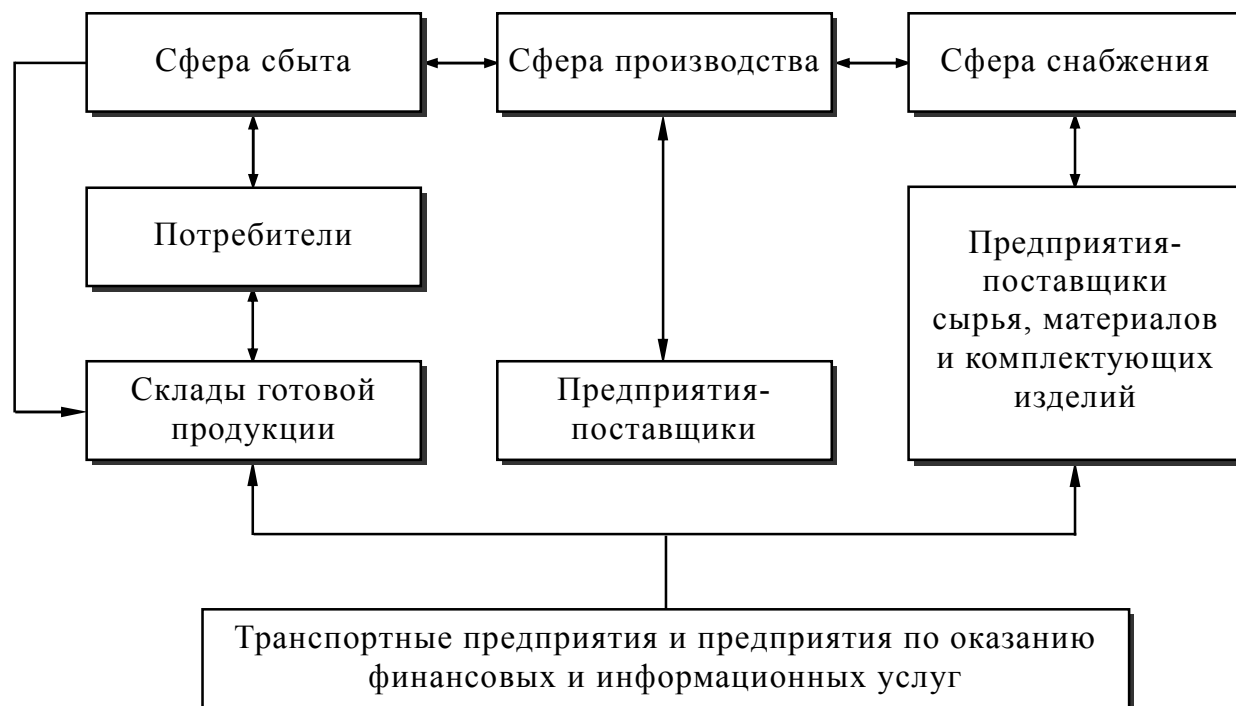 Сфера сбыта
Сфера производства
Сфера снабжения
Потребители
Предприятия-
поставщики
сырья, материалов
и комплектующих
изделий
Склады готовой
продукции
Предприятия-
поставщики
Транспортные предприятия и предприятия по оказанию
финансовых и информационных услуг